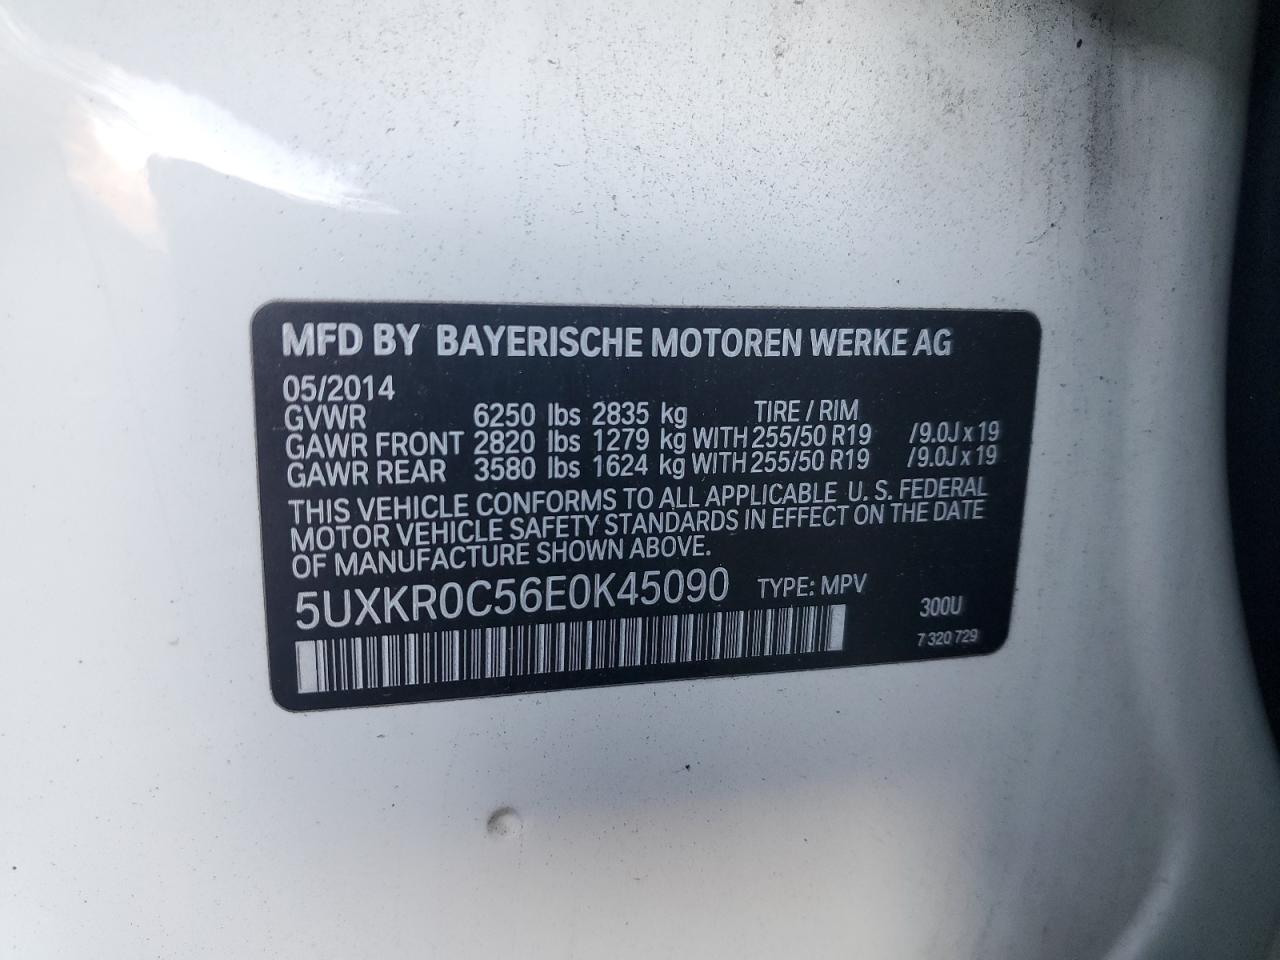 MFD BY BAYERISCHE MOTOREN WERKE AG
05/2014
GVWR 6250 lbs 2835 kg TIRE / RIM
GAWR FRONT 2820 lbs 1279 kg WITH 255/50 R19 /9.0J x 19
GAWR REAR 3580 lbs 1624 kg WITH 255/50 R19 /9.0J x 19
THIS VEHICLE CONFORMS TO ALL APPLICABLE U. S. FEDERAL
MOTOR VEHICLE SAFETY STANDARDS IN EFFECT ON THE DATE
OF MANUFACTURE SHOWN ABOVE.
5UXKR0C56E0K45090 TYPE: MPV
300U
7 320 729